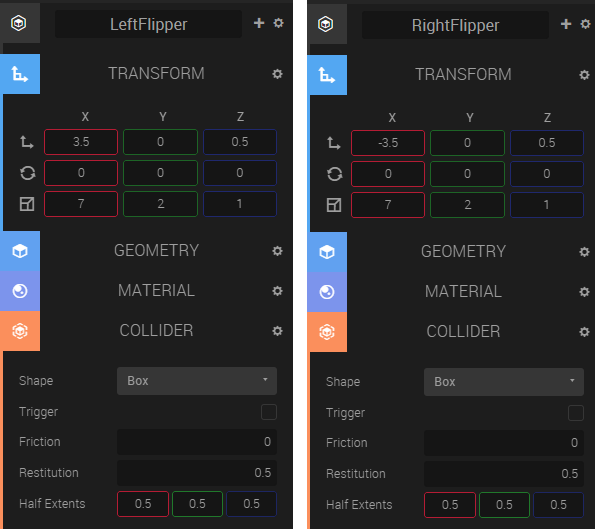 LeftFlipper
TRANSFORM
X Y Z
3.5 0 0.5
0 0 0
7 2 1
GEOMETRY
MATERIAL
COLLIDER
Shape Box
Trigger
Friction 0
Restitution 0.5
Half Extents 0.5 0.5 0.5
RightFlipper
TRANSFORM
X Y Z
-3.5 0 0.5
0 0 0
7 2 1
GEOMETRY
MATERIAL
COLLIDER
Shape Box
Trigger
Friction 0
Restitution 0.5
Half Extents 0.5 0.5 0.5